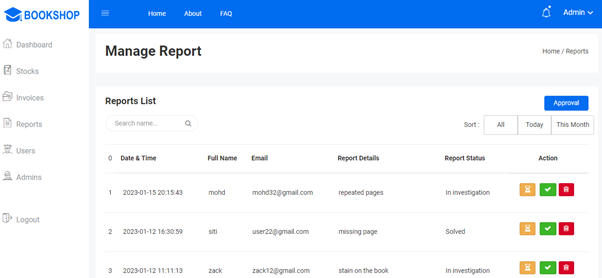 BOOKSHOP
Home About FAQ
Admin
Dashboard
Stocks
Invoices
Reports
Users
Admins
Logout
Manage Report
Home / Reports
Reports List
Approval
Search name...
Sort : All Today This Month
0 Date & Time Full Name Email Report Details Report Status Action
1 2023-01-15 20:15:43 mohd mohd32@gmail.com repeated pages In investigation
2 2023-01-12 16:30:59 siti user22@gmail.com missing page Solved
3 2023-01-12 11:11:13 zack zack12@gmail.com stain on the book In investigation